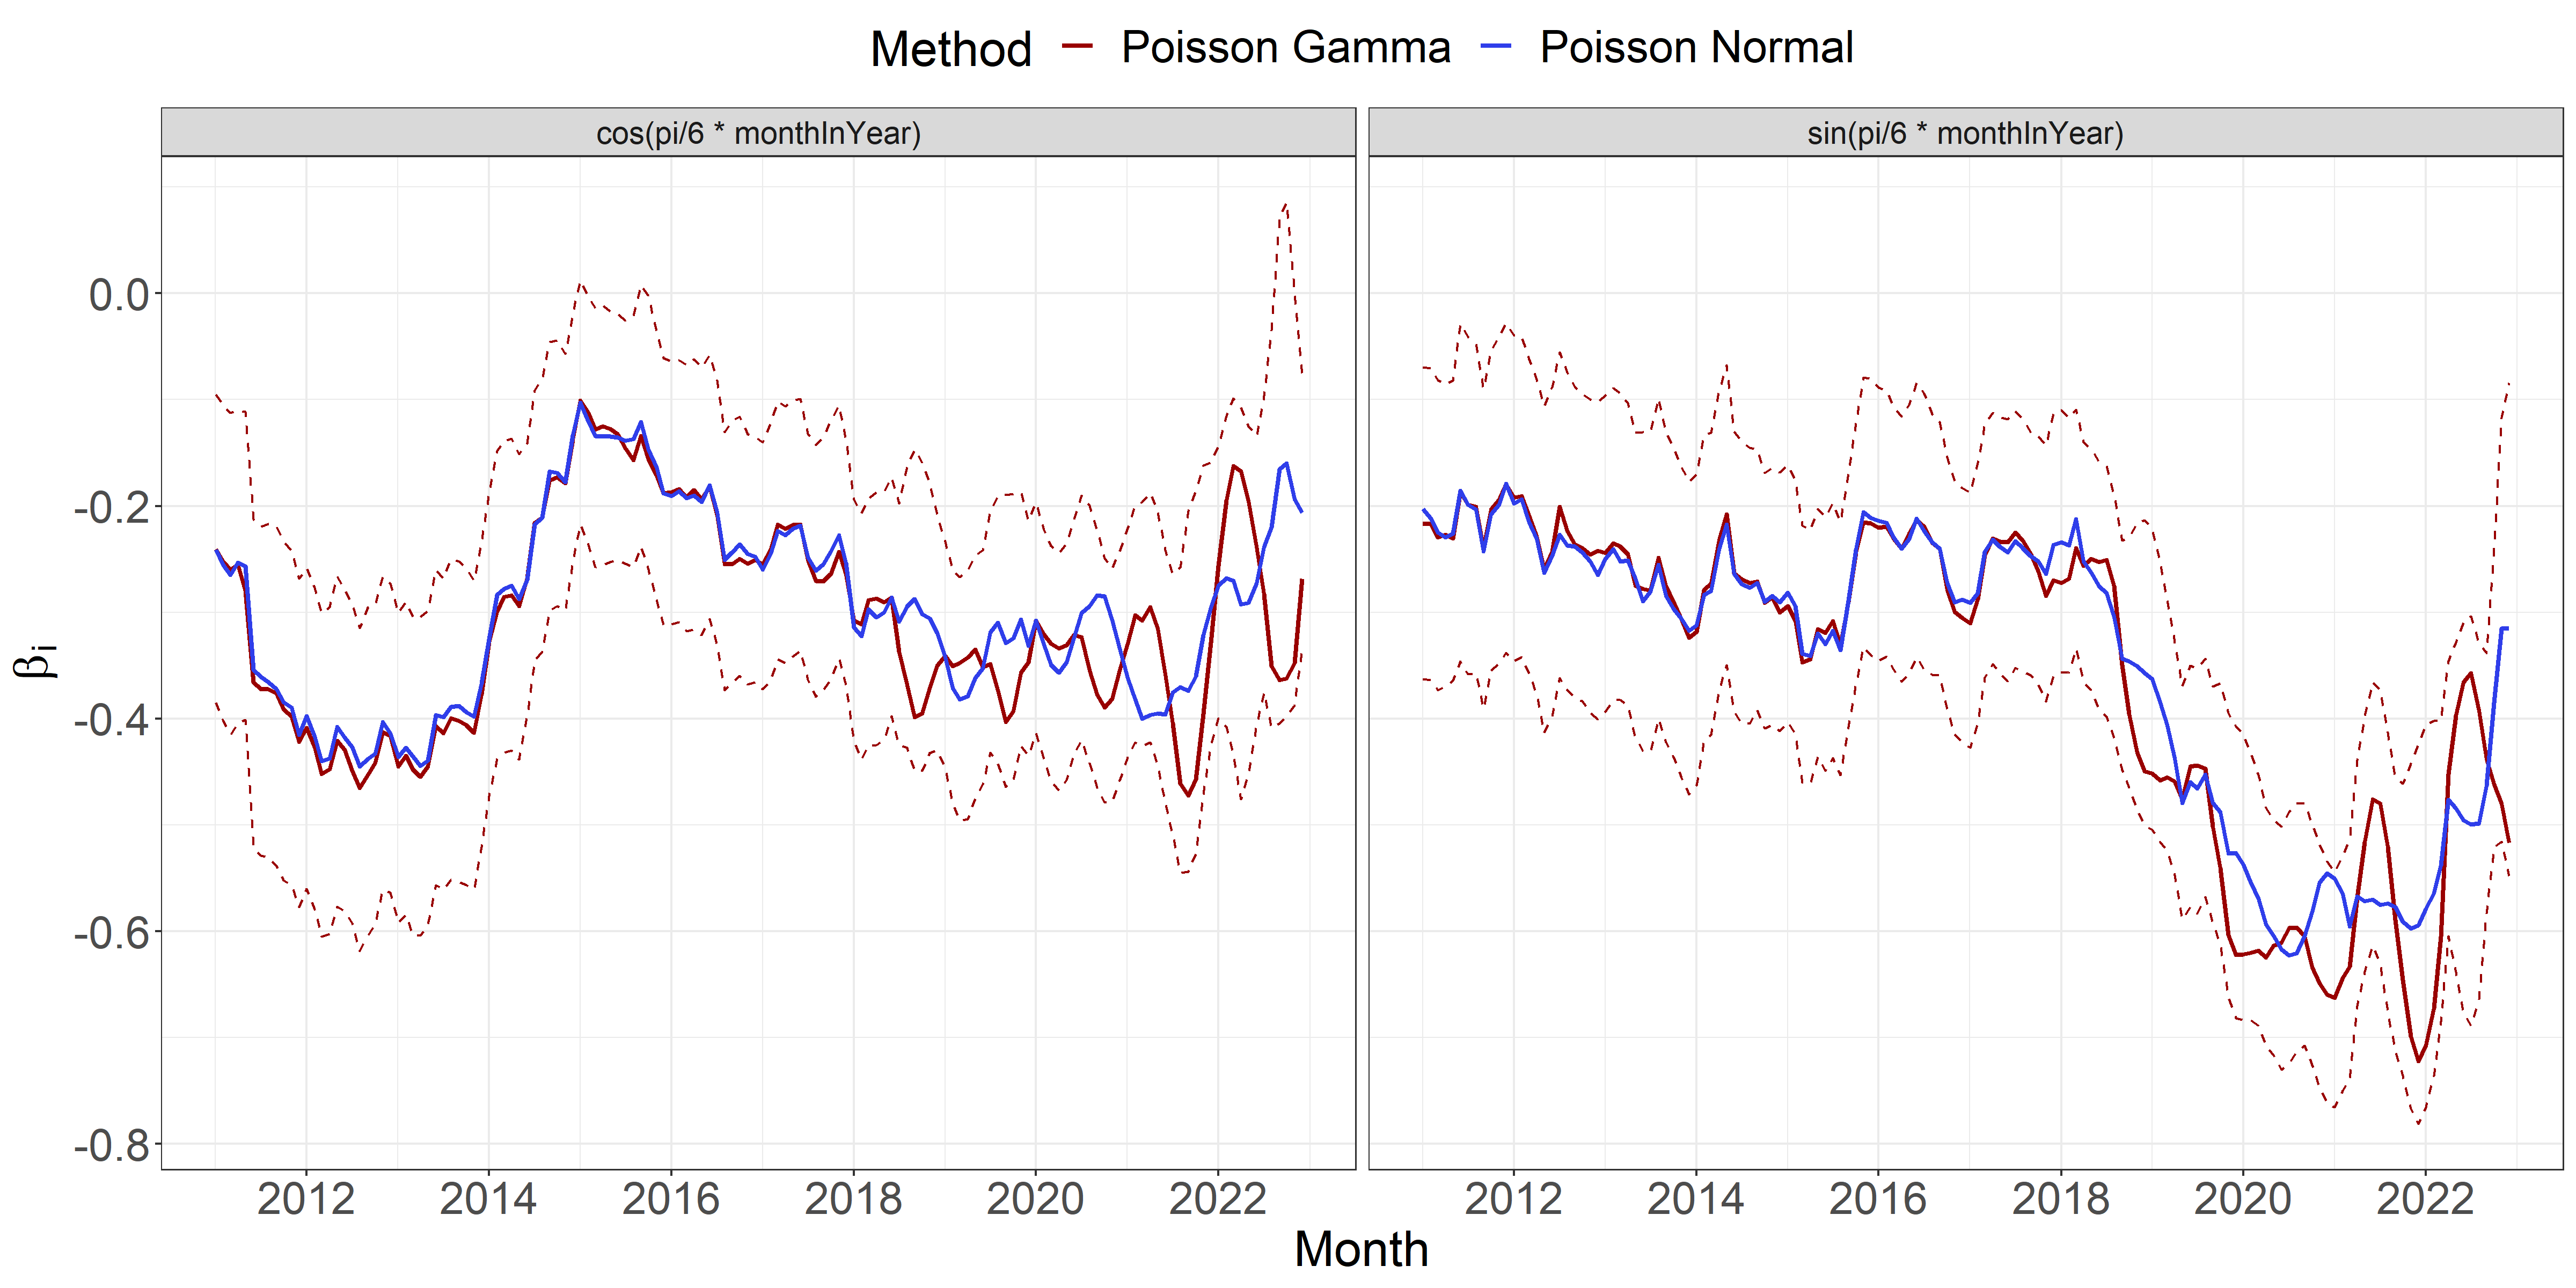 Method Poisson Gamma Poisson Normal
cos(pi/6 * monthInYear) sin(pi/6 * monthInYear)
0.0
-0.2
-0.4
-0.6
-0.8
βi
2012 2014 2016 2018 2020 2022 2012 2014 2016 2018 2020 2022
Month